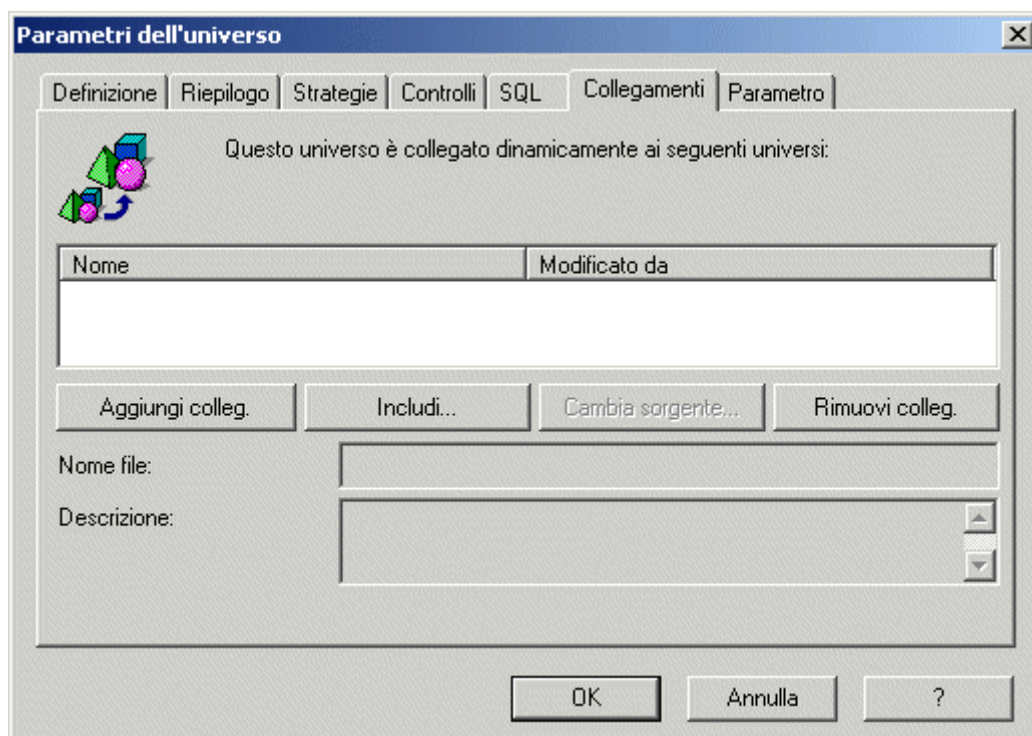 Parametri dell'universo
Definizione Riepilogo Strategie Controlli SQL Collegamenti Parametro
Questo universo è collegato dinamicamente ai seguenti universi:
Nome Modificato da
Aggiungi colleg. Includi... Cambia sorgente... Rimuovi colleg.
Nome file:
Descrizione:
OK Annulla ?